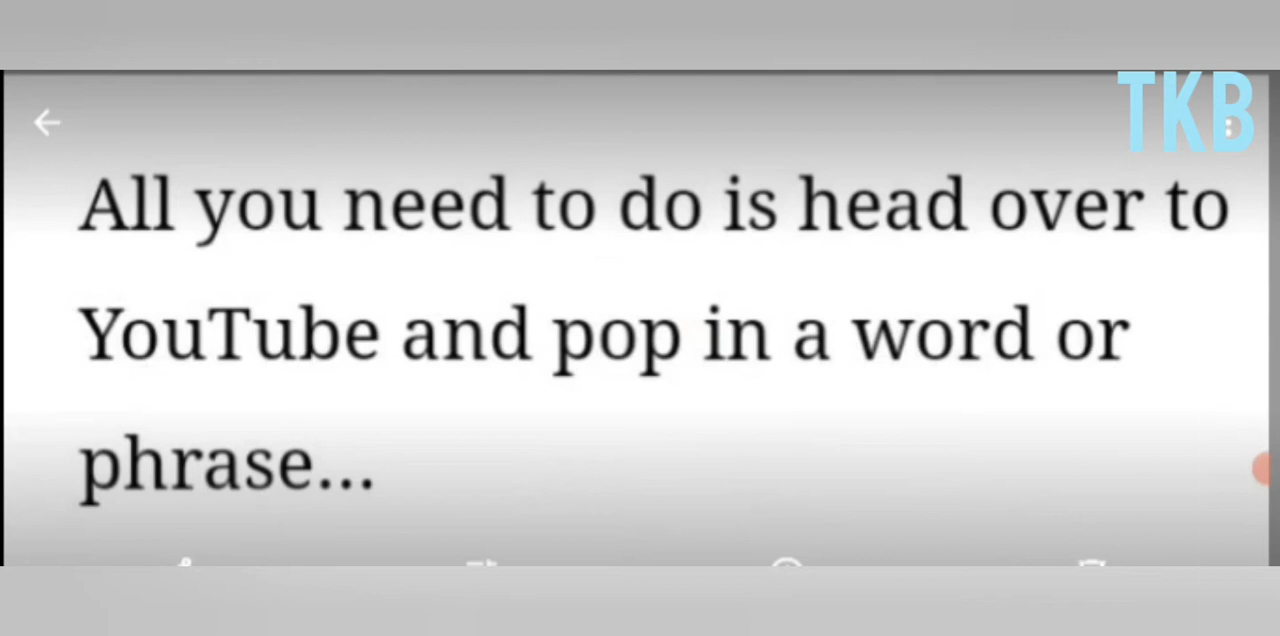 TKB
All you need to do is head over to
YouTube and pop in a word or
phrase...